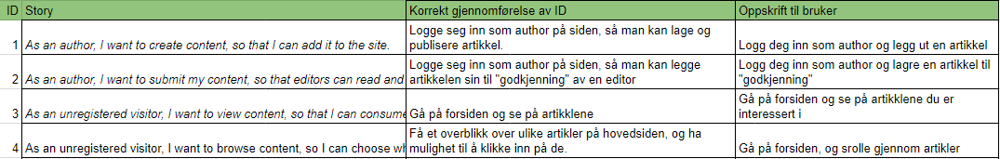 ID Story Korrekt gjennomførelse av ID Oppskrift til bruker
Logge seg inn som author på siden, så man kan lage og
1 As an author, I want to create content, so that I can add it to the site. publisere artikkel. Logg deg inn som author og legg ut en artikkel
Logge seg inn som author på siden, så man kan legge Logg deg inn som author og lagre en artikkel til
2 As an author, I want to submit my content, so that editors can read and artikkelen sin til "godkjenning" av en editor "godkjenning"
Gå på forsiden og se på artikklene du er
3 As an unregistered visitor, I want to view content, so that I can consume Gå på forsiden og se på artikklene interessert i
Få et overblikk over ulike artikler på hovedsiden, og ha
4 As an unregistered visitor, I want to browse content, so I can choose mulighet til å klikke inn på de. Gå på forsiden, og srolle gjennom artikler